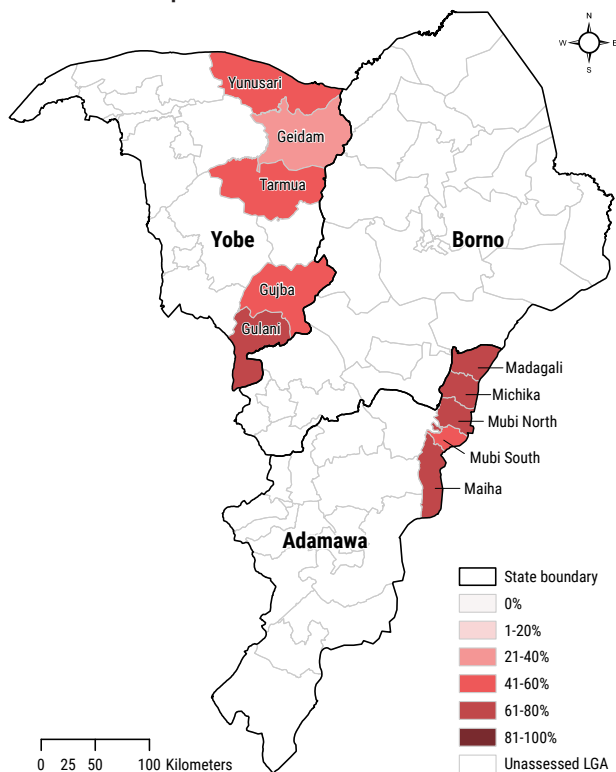 N
W
E
S
Yunusari
Geidam
Tarmua
Yobe
Borno
Gujba
Gulani
Madagali
Michika
Mubi North
Mubi South
Maiha
Adamawa
State boundary
0%
1-20%
21-40%
41-60%
61-80%
81-100%
Unassessed LGA
0 25 50 100 Kilometers